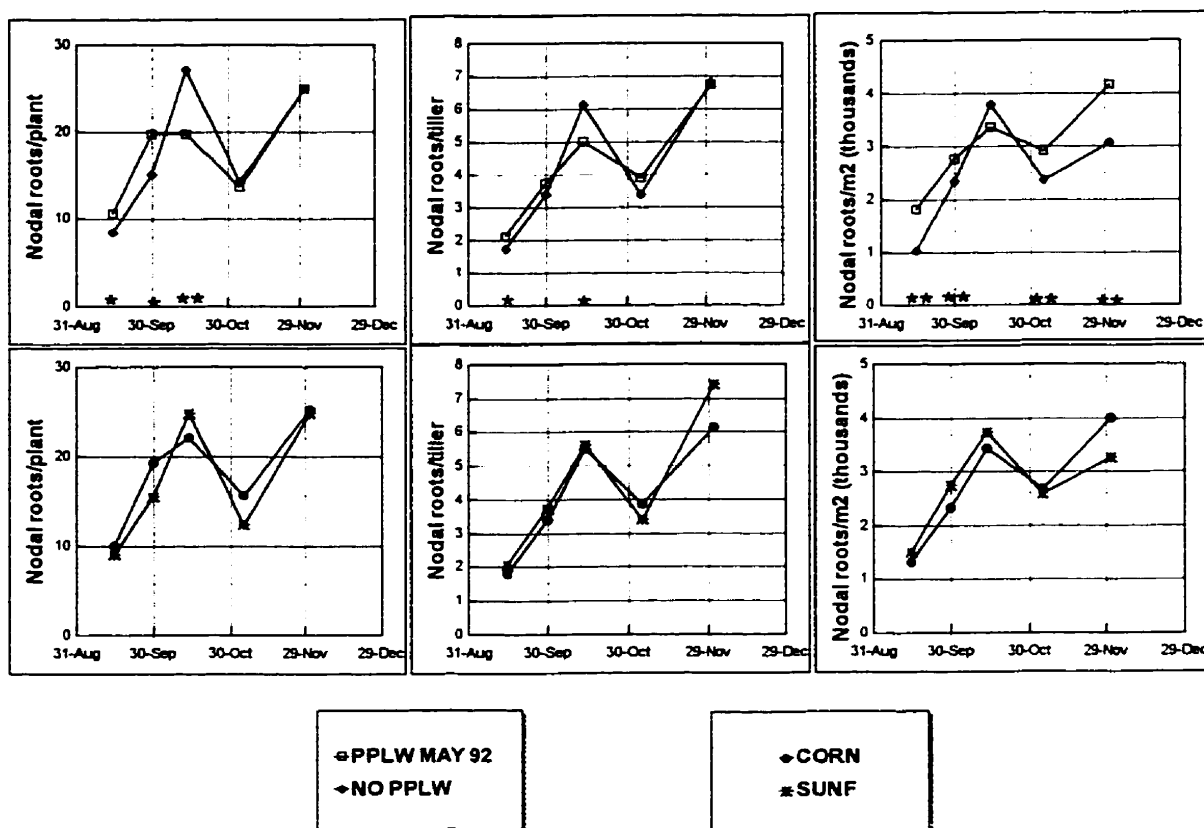 Nodal roots/plant
30
20
10
0
31-Aug 30-Sep 30-Oct 29-Nov 29-Dec
Nodal roots/tiller
8
7
6
5
4
3
2
1
0
31-Aug 30-Sep 30-Oct 29-Nov 29-Dec
Nodal roots/m2 (thousands)
5
4
3
2
1
0
31-Aug 30-Sep 30-Oct 29-Nov 29-Dec
Nodal roots/plant
30
20
10
0
31-Aug 30-Sep 30-Oct 29-Nov 29-Dec
Nodal roots/tiller
8
7
6
5
4
3
2
1
0
31-Aug 30-Sep 30-Oct 29-Nov 29-Dec
Nodal roots/m2 (thousands)
5
4
3
2
1
0
31-Aug 30-Sep 30-Oct 29-Nov 29-Dec
PPLW MAY 92
NO PPLW
CORN
SUNF